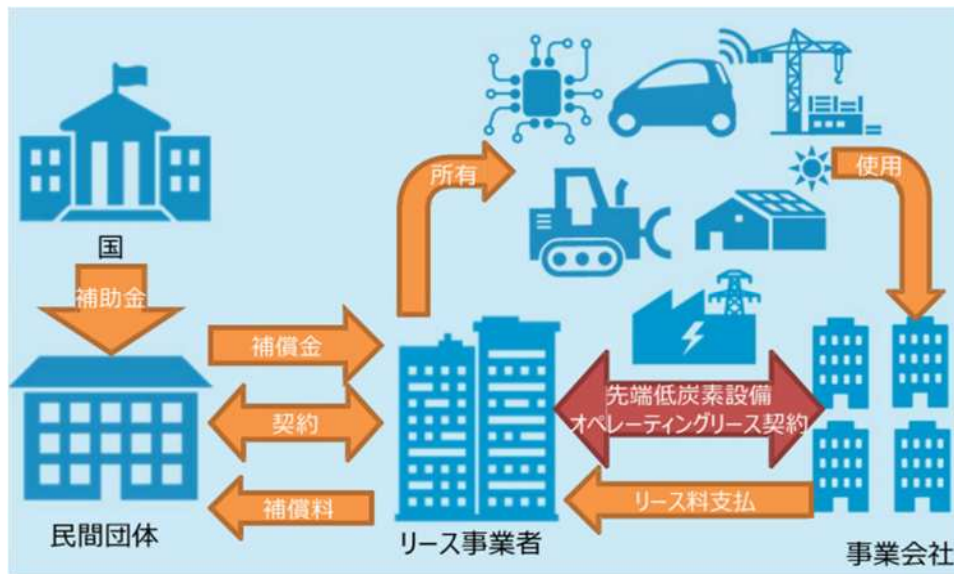 所有
使用
国
補助金
補償金
契約
補償料
先端低炭素設備
オペレーティングリース契約
リース料支払
民間団体
リース事業者
事業会社